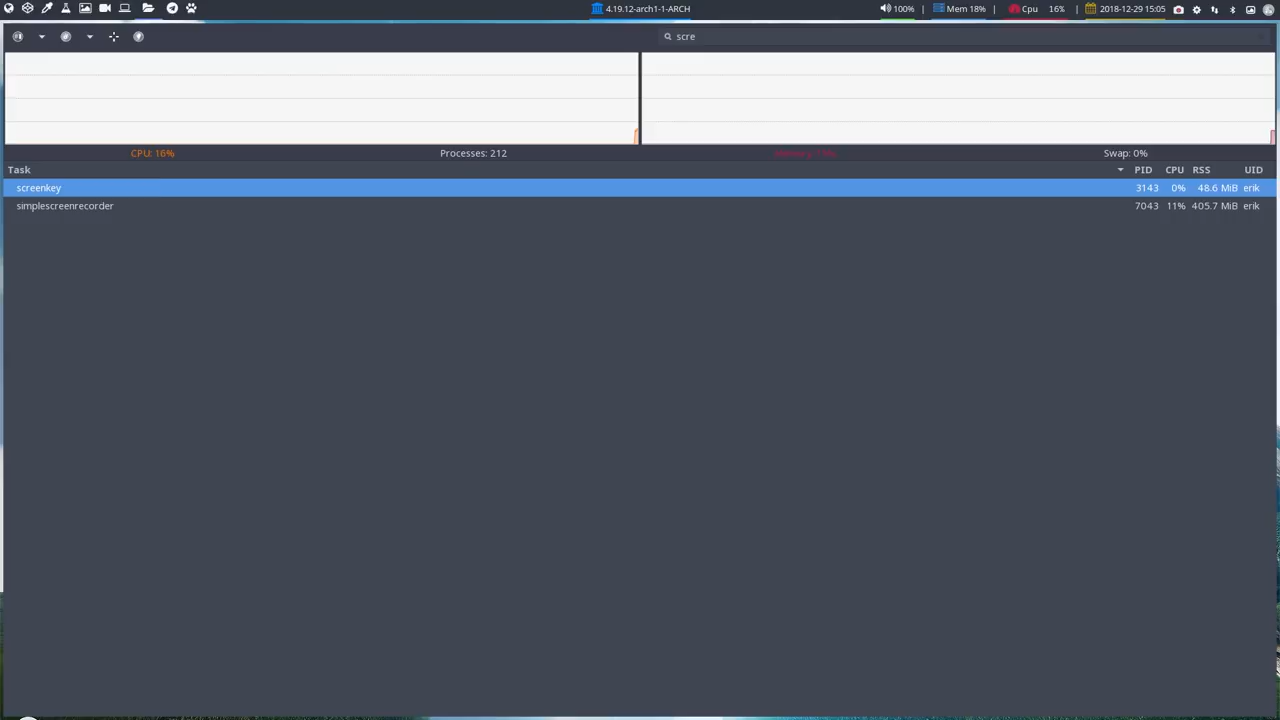 4.19.12-arch1-1-ARCH 100% | Mem 18% | Cpu 16% | 2018-12-29 15:05
scre
CPU: 16% Processes: 212 Swap: 0%
Task PID CPU RSS UID
screenkey 3143 0% 48.6 MiB erik
simplescreenrecorder 7043 11% 405.7 MiB erik